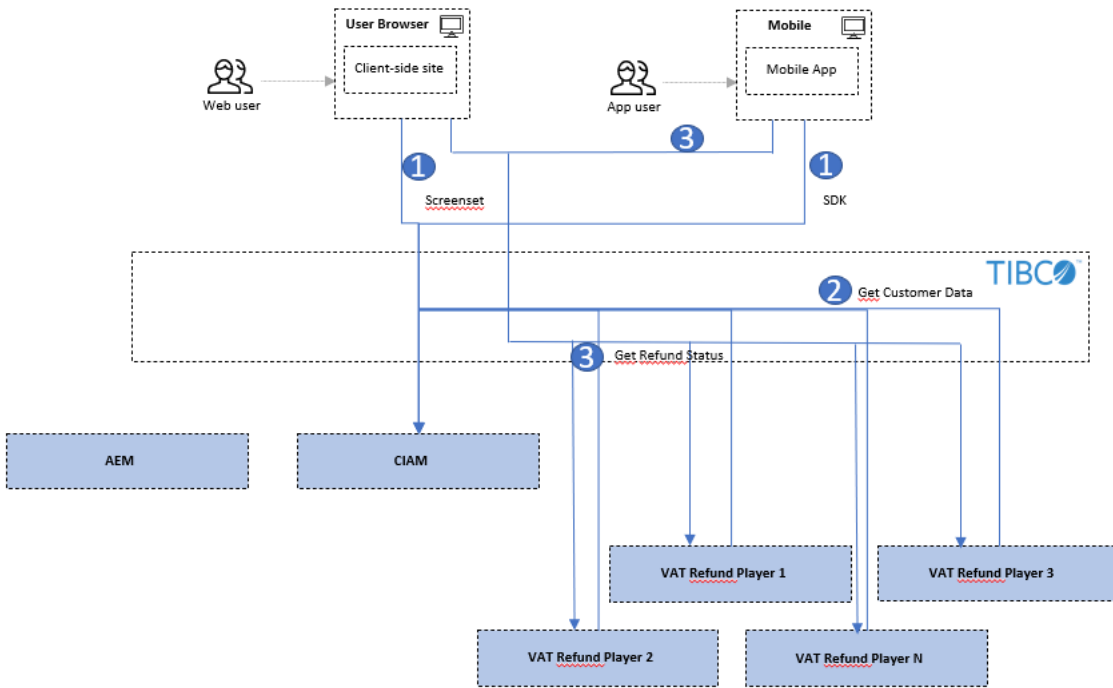 User Browser
Mobile
Client-side site
Mobile App
Web user
App user
3
1
1
Screenset
SDK
TIBCO™
2 Get Customer Data
3 Get Refund Status
AEM
CIAM
VAT Refund Player 1
VAT Refund Player 3
VAT Refund Player 2
VAT Refund Player N